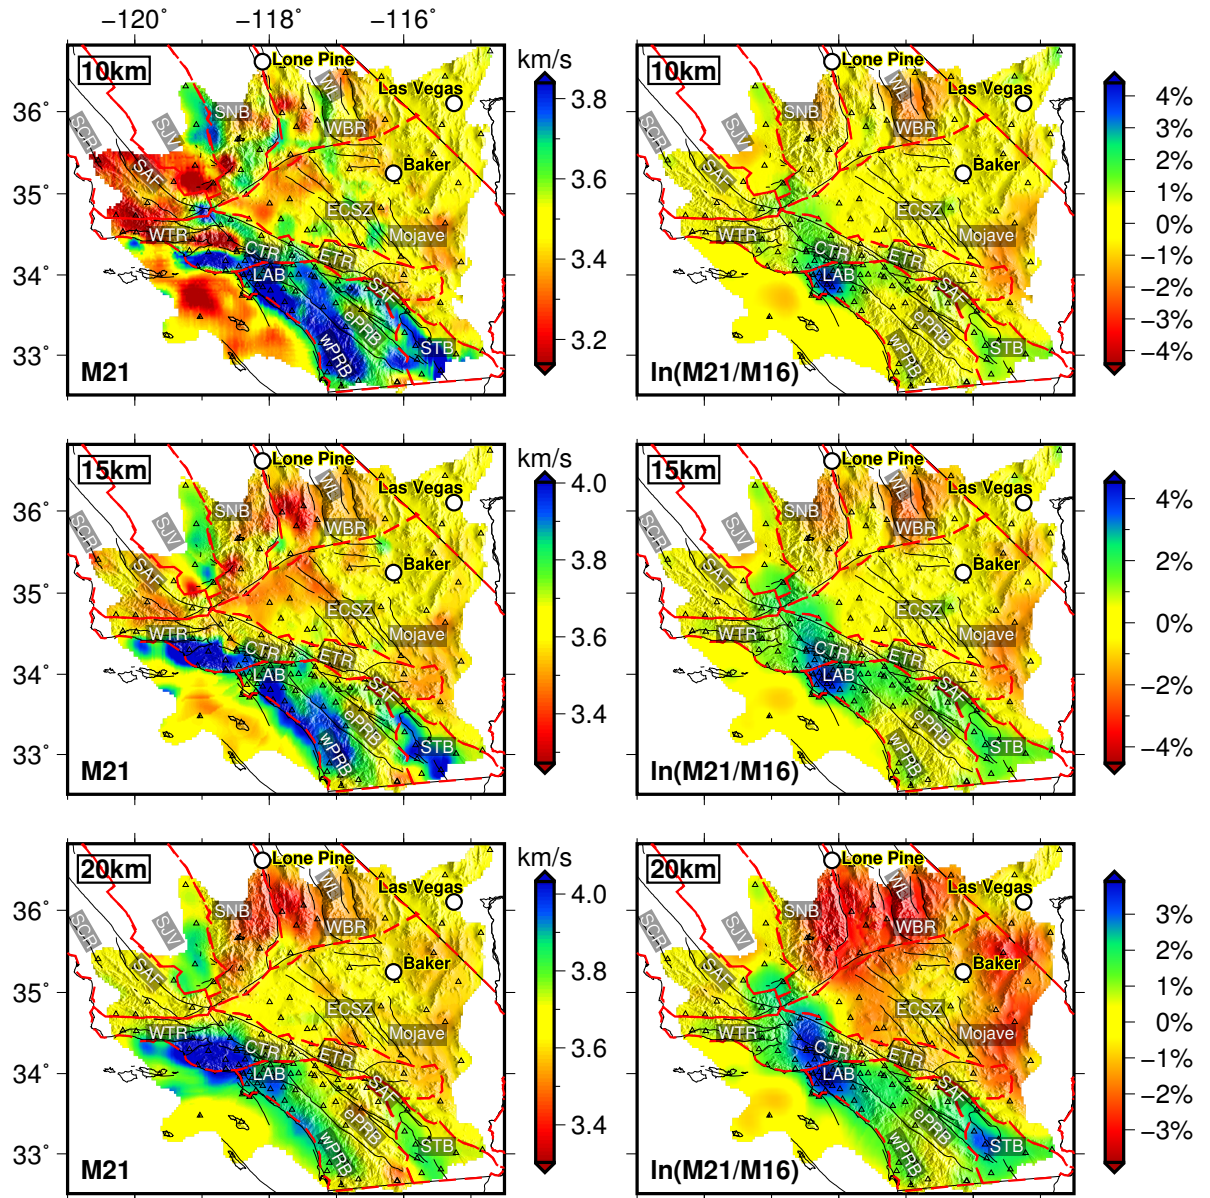 −120˚ −118˚ −116˚
10km
Lone Pine
km/s
WL
Las Vegas
36˚
SCR
SJV
SNB
WBR
Baker
SAF
35˚
ECSZ
WTR
Mojave
CTR
ETR
34˚
LAB
SAF
ePRB
wPRB
STB
33˚
M21
3.8
3.6
3.4
3.2
10km
Lone Pine
WL
Las Vegas
SCR
SJV
SNB
WBR
Baker
SAF
ECSZ
WTR
Mojave
CTR
ETR
LAB
SAF
ePRB
wPRB
STB
ln(M21/M16)
4%
3%
2%
1%
0%
−1%
−2%
−3%
−4%
15km
Lone Pine
km/s
WL
Las Vegas
36˚
SCR
SJV
SNB
WBR
Baker
SAF
35˚
ECSZ
WTR
Mojave
CTR
ETR
34˚
LAB
SAF
ePRB
wPRB
STB
33˚
M21
4.0
3.8
3.6
3.4
15km
Lone Pine
WL
Las Vegas
SCR
SJV
SNB
WBR
Baker
SAF
ECSZ
WTR
Mojave
CTR
ETR
LAB
SAF
ePRB
wPRB
STB
ln(M21/M16)
4%
2%
0%
−2%
−4%
20km
Lone Pine
km/s
WL
Las Vegas
36˚
SCR
SJV
SNB
WBR
Baker
SAF
35˚
ECSZ
WTR
Mojave
CTR
ETR
34˚
LAB
SAF
ePRB
wPRB
STB
33˚
M21
4.0
3.8
3.6
3.4
20km
Lone Pine
WL
Las Vegas
SCR
SJV
SNB
WBR
Baker
SAF
ECSZ
WTR
Mojave
CTR
ETR
LAB
SAF
ePRB
wPRB
STB
ln(M21/M16)
3%
2%
1%
0%
−1%
−2%
−3%